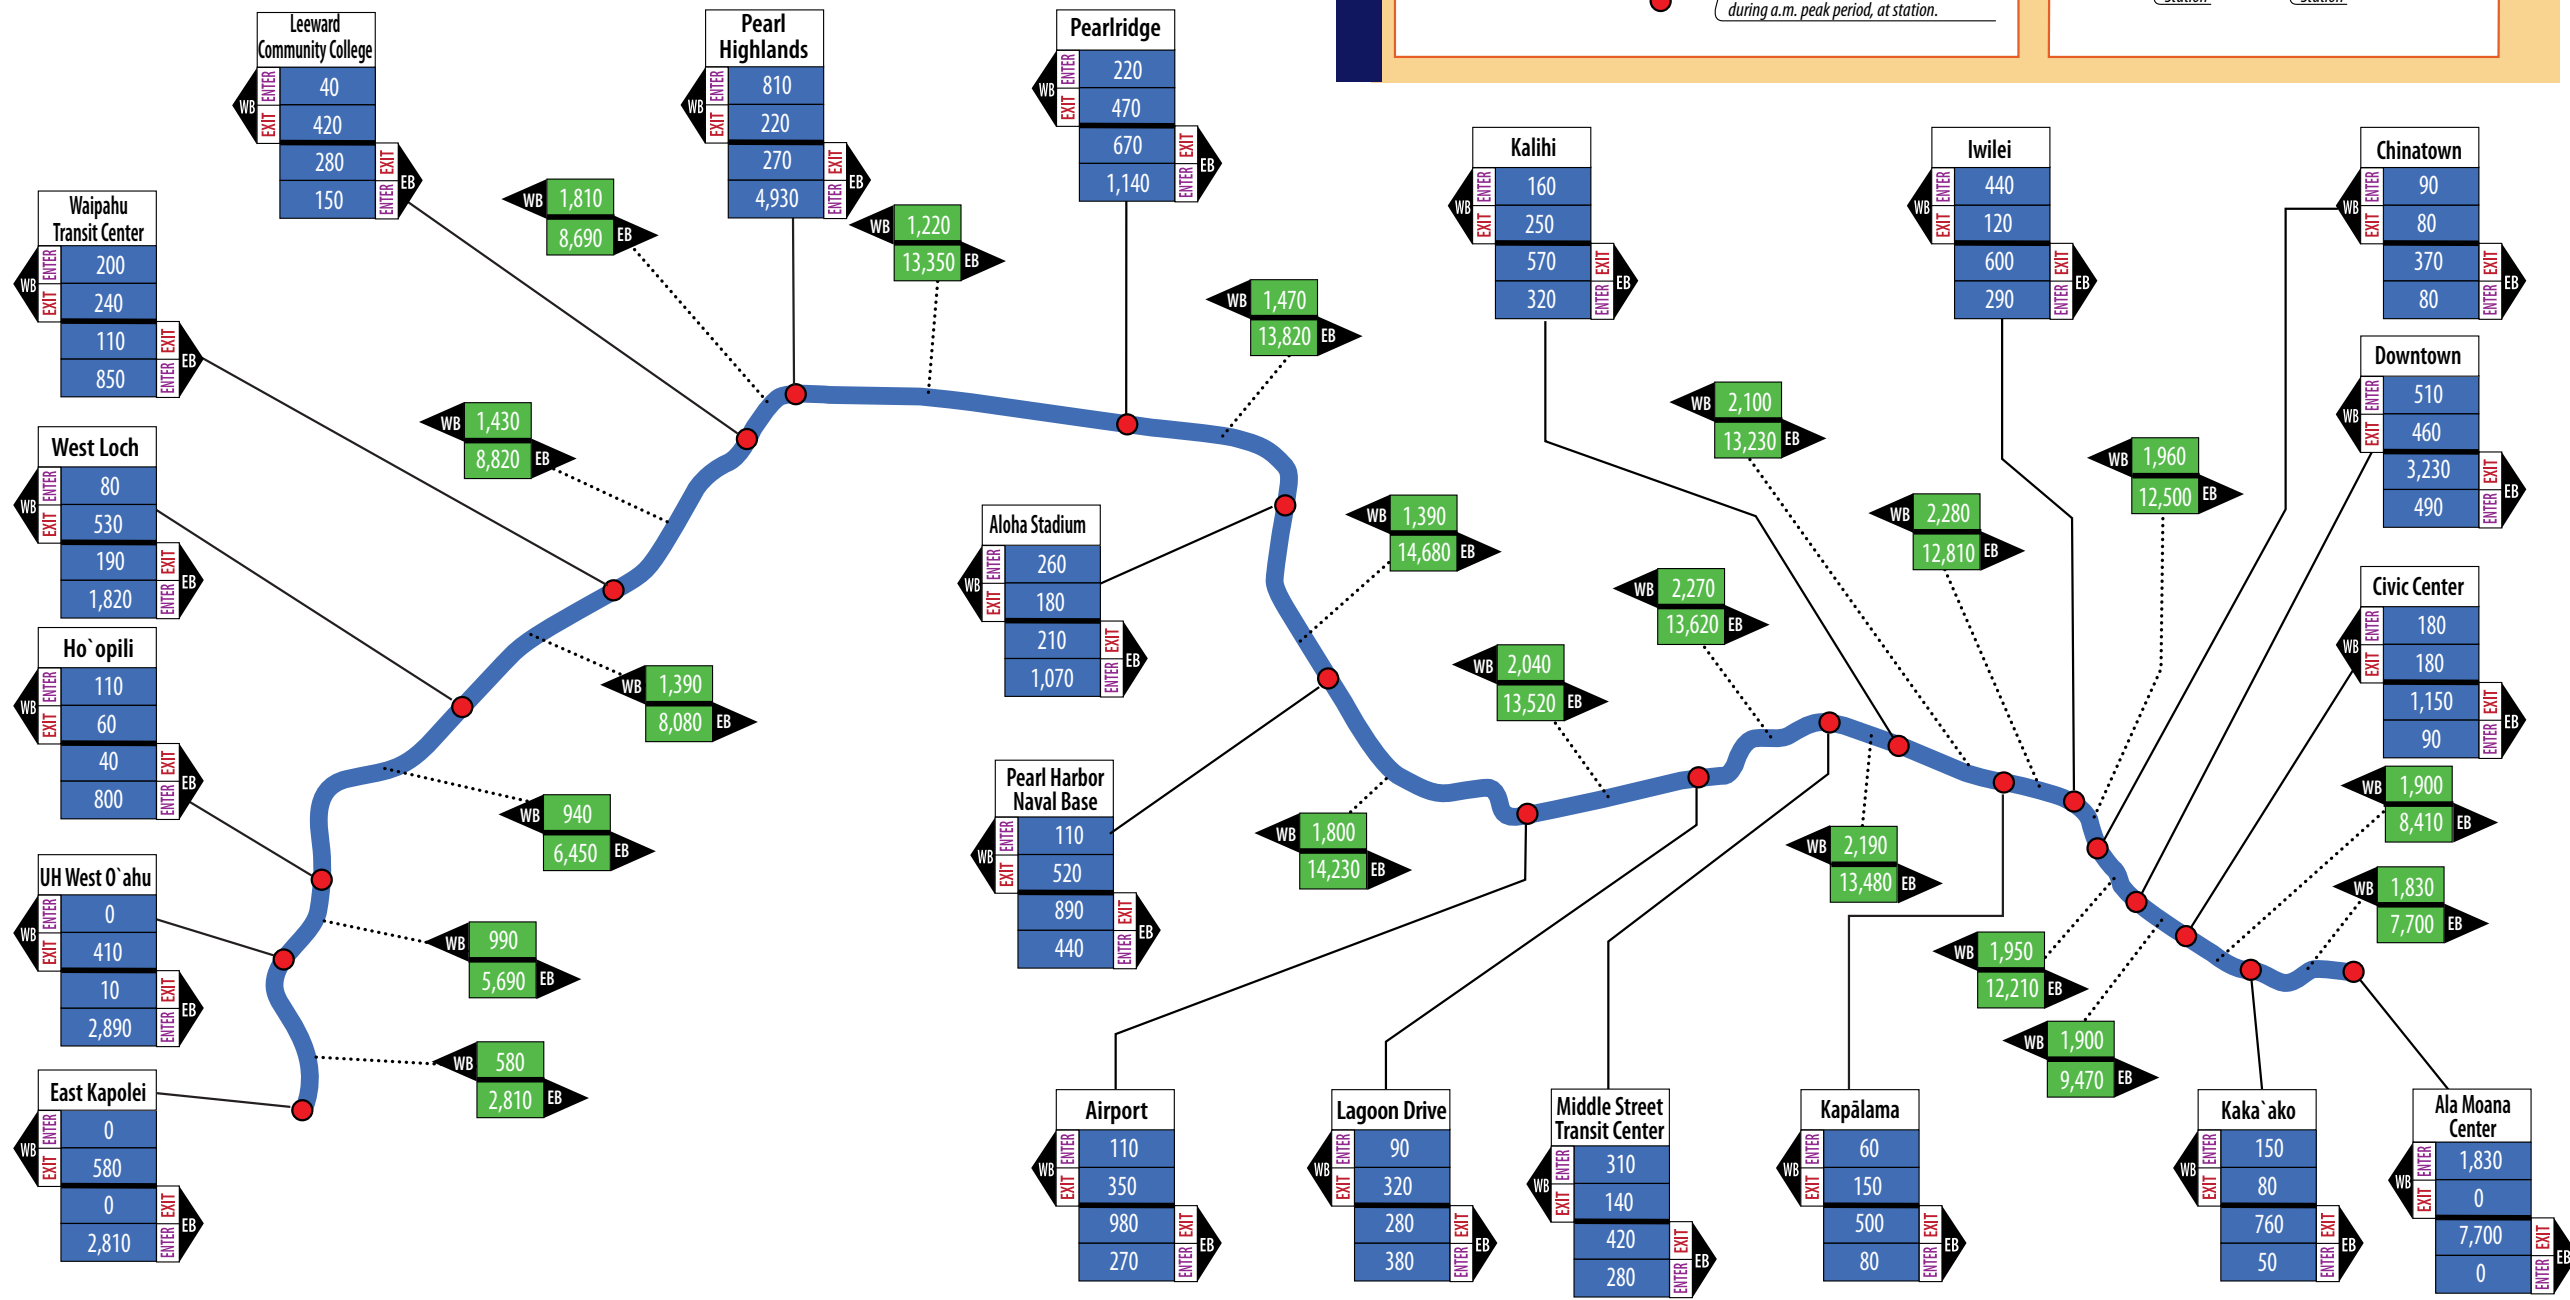 during a.m. peak period, at station.
Station
Station
Leeward
Community College
WB
ENTER
40
EXIT
420
280
EXIT
150
ENTER
EB
Pearl
Highlands
WB
ENTER
810
EXIT
220
270
EXIT
4,930
ENTER
EB
Pearlridge
WB
ENTER
220
EXIT
470
670
EXIT
1,140
ENTER
EB
Kalihi
WB
ENTER
160
EXIT
250
570
EXIT
320
ENTER
EB
Iwilei
WB
ENTER
440
EXIT
120
600
EXIT
290
ENTER
EB
Chinatown
WB
ENTER
90
EXIT
80
370
EXIT
80
ENTER
EB
Waipahu
Transit Center
WB
ENTER
200
EXIT
240
110
EXIT
850
ENTER
EB
WB 1,810
8,690 EB
WB 1,220
13,350 EB
WB 1,470
13,820 EB
Downtown
WB
ENTER
510
EXIT
460
3,230
EXIT
490
ENTER
EB
WB 1,430
8,820 EB
WB 2,100
13,230 EB
WB 1,960
12,500 EB
West Loch
WB
ENTER
80
EXIT
530
190
EXIT
1,820
ENTER
EB
Aloha Stadium
WB
ENTER
260
EXIT
180
210
EXIT
1,070
ENTER
EB
WB 1,390
14,680 EB
WB 2,280
12,810 EB
Civic Center
WB
ENTER
180
EXIT
180
1,150
EXIT
90
ENTER
EB
WB 2,270
13,620 EB
Ho`opili
WB
ENTER
110
EXIT
60
40
EXIT
800
ENTER
EB
WB 1,390
8,080 EB
WB 2,040
13,520 EB
Pearl Harbor
Naval Base
WB
ENTER
110
EXIT
520
890
EXIT
440
ENTER
EB
WB 940
6,450 EB
WB 1,800
14,230 EB
WB 2,190
13,480 EB
WB 1,900
8,410 EB
WB 1,830
7,700 EB
UH West O`ahu
WB
ENTER
0
EXIT
410
10
EXIT
2,890
ENTER
EB
WB 990
5,690 EB
WB 1,950
12,210 EB
WB 1,900
9,470 EB
WB 580
2,810 EB
East Kapolei
WB
ENTER
0
EXIT
580
0
EXIT
2,810
ENTER
EB
Airport
WB
ENTER
110
EXIT
350
980
EXIT
270
ENTER
EB
Lagoon Drive
WB
ENTER
90
EXIT
320
280
EXIT
380
ENTER
EB
Middle Street
Transit Center
WB
ENTER
310
EXIT
140
420
EXIT
280
ENTER
EB
Kapālama
WB
ENTER
60
EXIT
150
500
EXIT
80
ENTER
EB
Kaka`ako
WB
ENTER
150
EXIT
80
760
EXIT
50
ENTER
EB
Ala Moana
Center
WB
ENTER
1,830
EXIT
0
7,700
EXIT
0
ENTER
EB